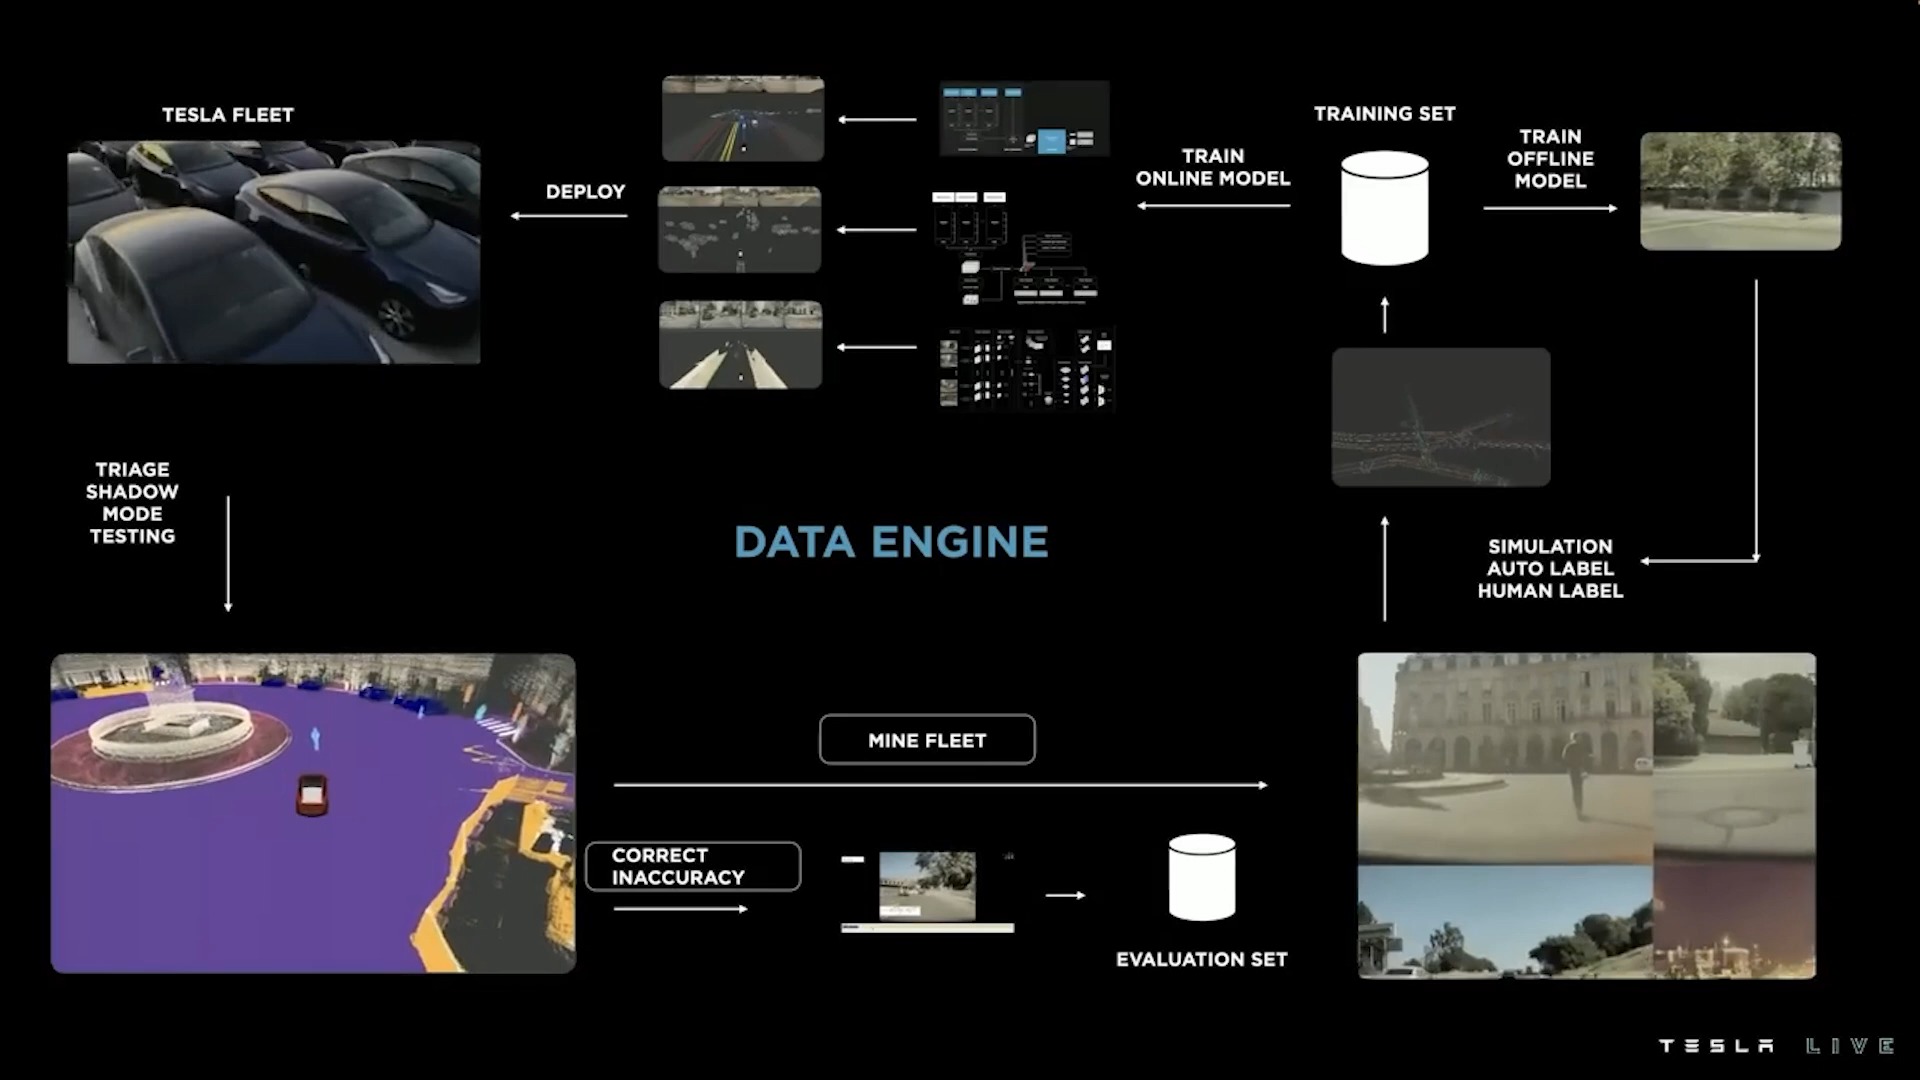 TESLA FLEET
DEPLOY
TRAIN
ONLINE MODEL
TRAINING SET
TRAIN
OFFLINE
MODEL
TRIAGE
SHADOW
MODE
TESTING
DATA ENGINE
SIMULATION
AUTO LABEL
HUMAN LABEL
MINE FLEET
CORRECT
INACCURACY
EVALUATION SET
TESLA LIVE